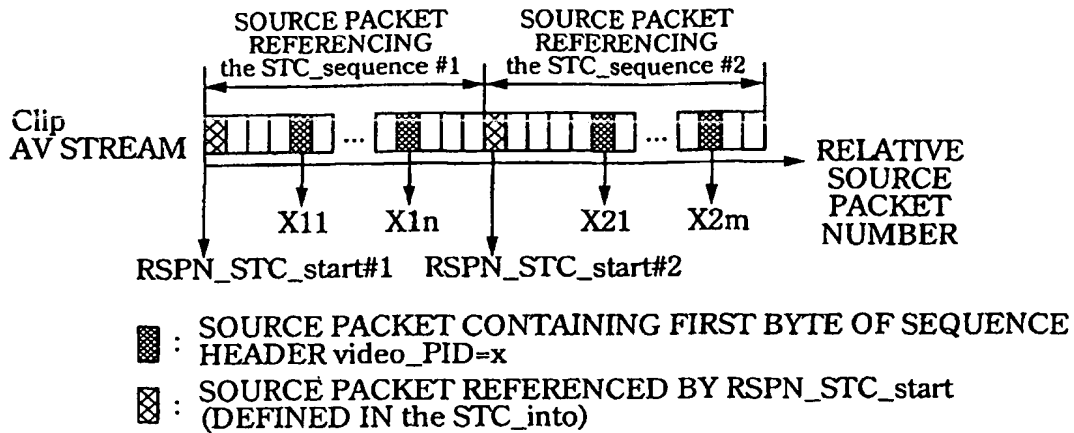 SOURCE PACKET
REFERENCING
the STC_sequence #1
SOURCE PACKET
REFERENCING
the STC_sequence #2
Clip
AV STREAM
...
...
RELATIVE
SOURCE
PACKET
NUMBER
X11
X1n
X21
X2m
RSPN_STC_start#1
RSPN_STC_start#2
: SOURCE PACKET CONTAINING FIRST BYTE OF SEQUENCE
HEADER video_PID=x
: SOURCE PACKET REFERENCED BY RSPN_STC_start
(DEFINED IN the STC_into)